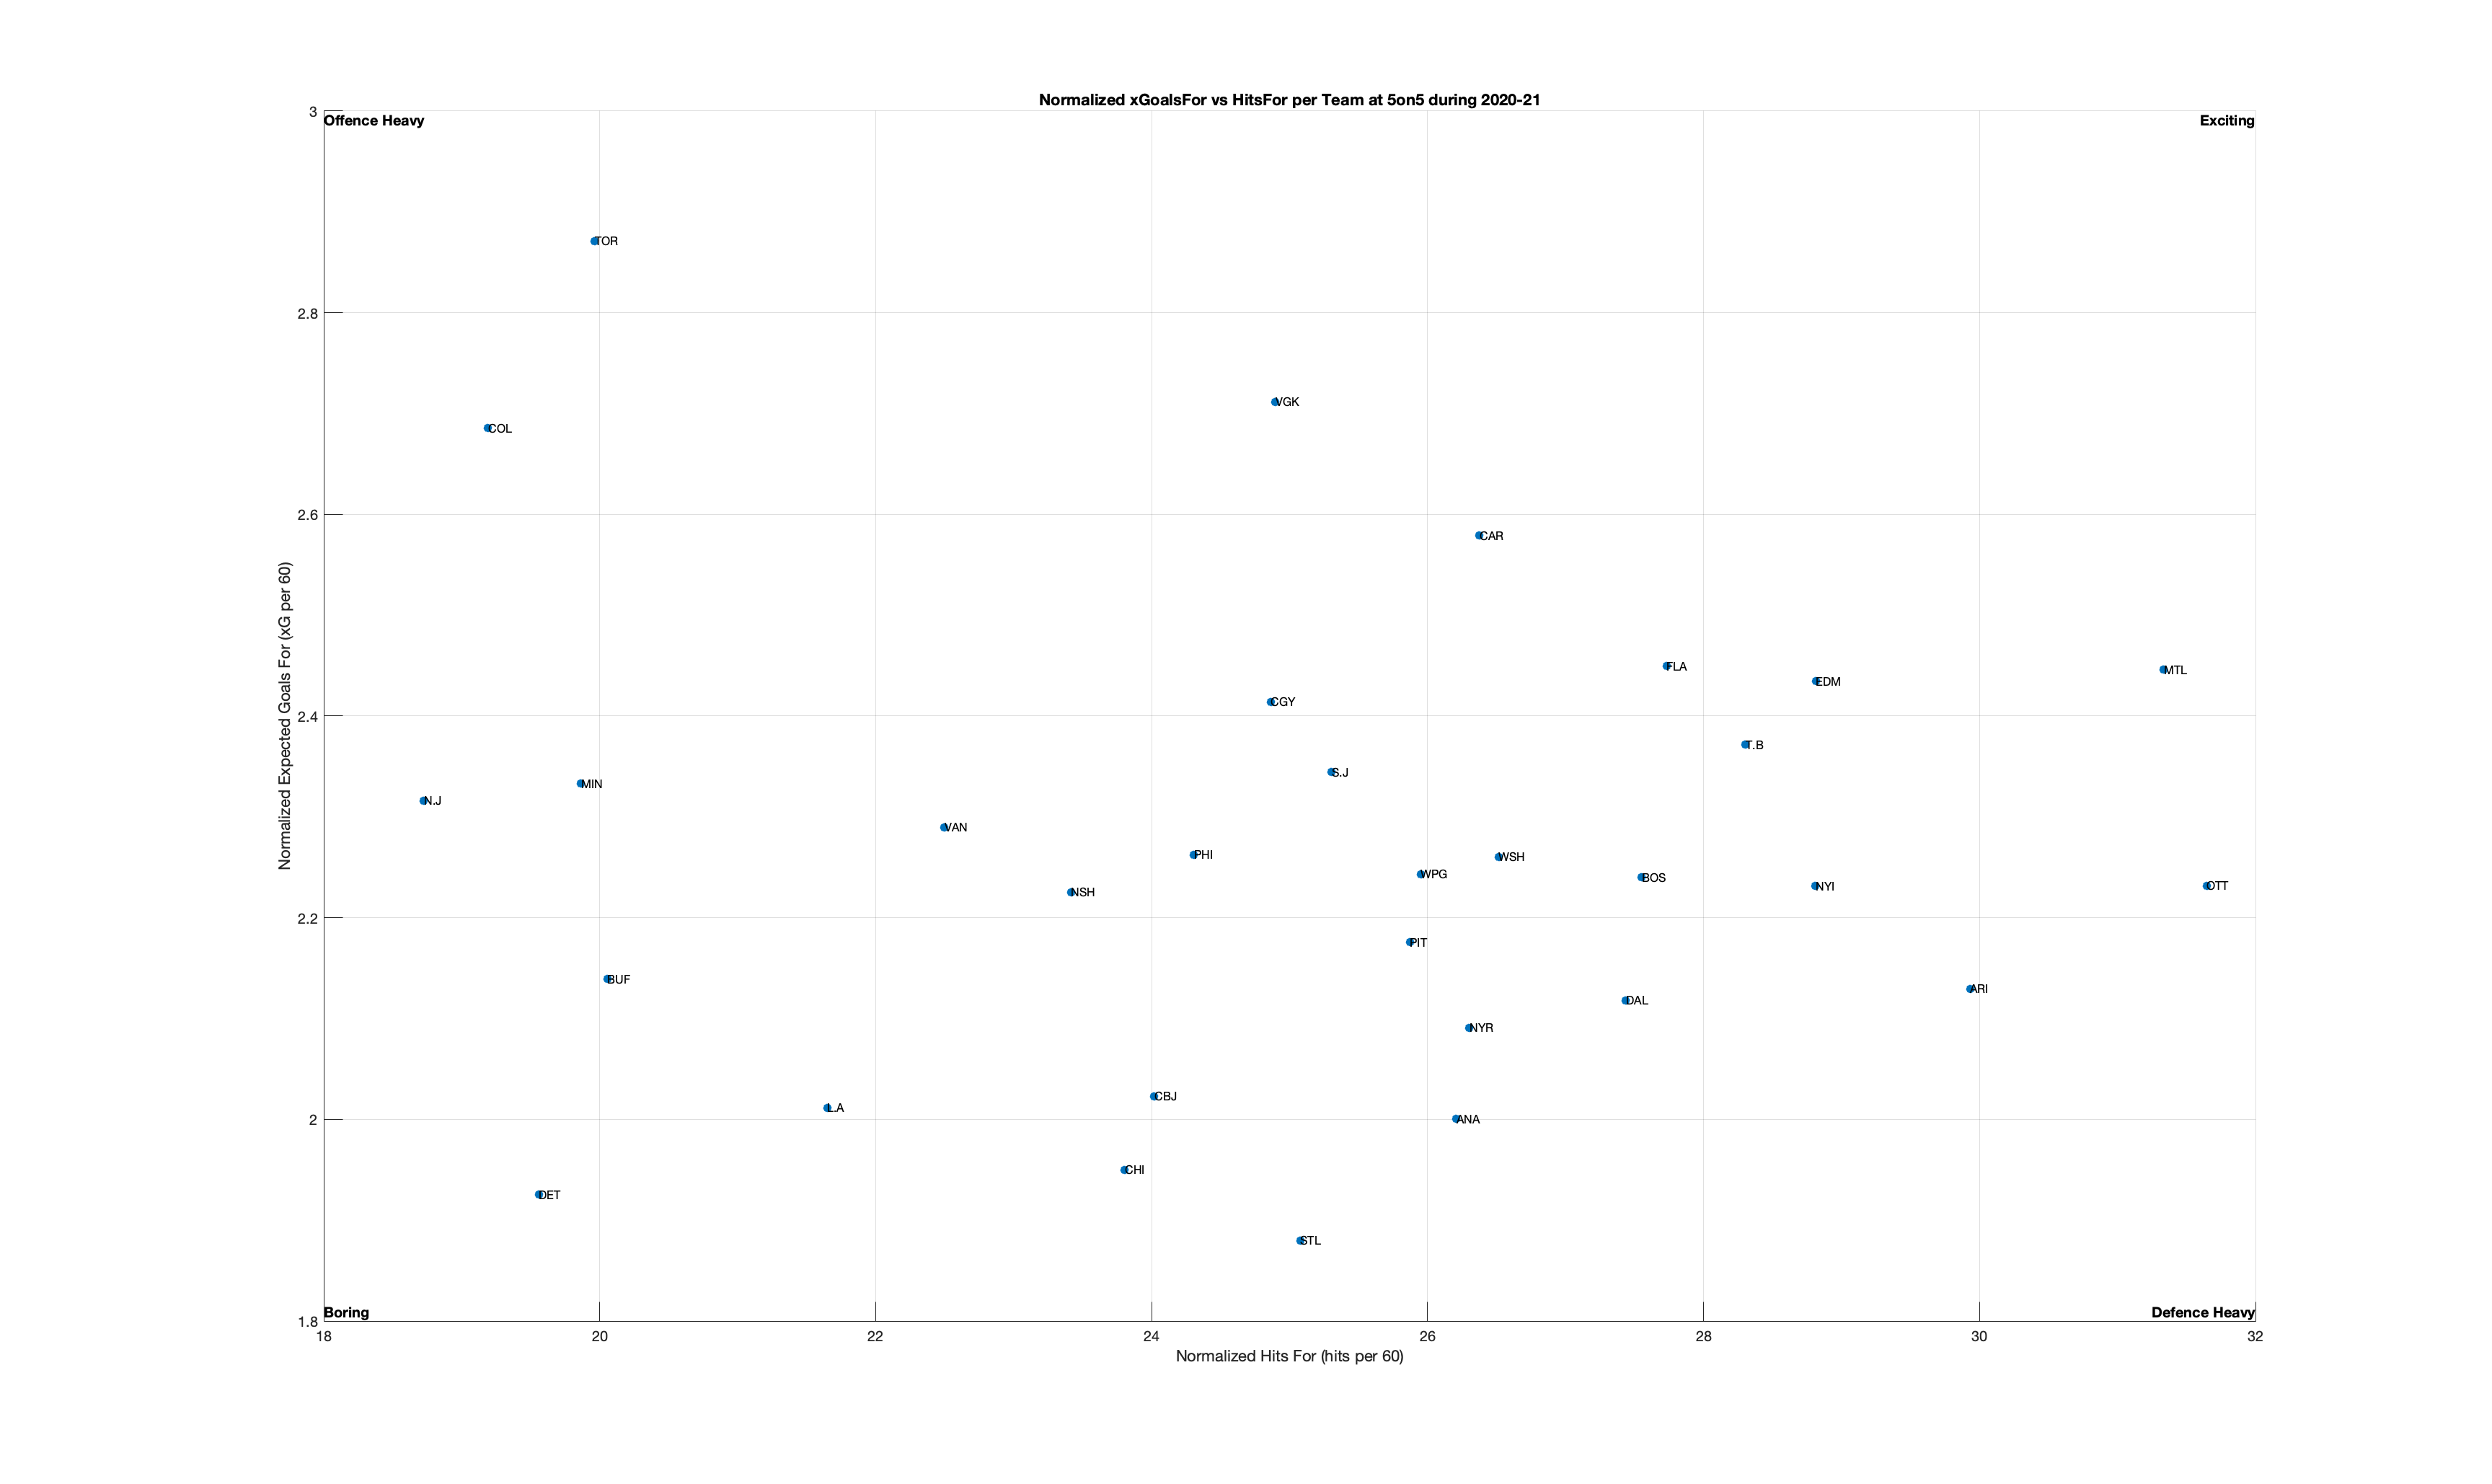 Normalized xGoalsFor vs HitsFor per Team at 5on5 during 2020-21
3
Offence Heavy
Exciting
TOR
2.8
VGK
COL
2.6
CAR
Normalized Expected Goals For (xG per 60)
FLA
MTL
EDM
CGY
2.4
T.B
S.J
MIN
N.J
VAN
PHI
WSH
WPG
BOS
NYI
OTT
NSH
2.2
PIT
BUF
ARI
DAL
NYR
CBJ
L.A
2
ANA
CHI
DET
STL
Boring
Defence Heavy
1.8
18
20
22
24
26
28
30
32
Normalized Hits For (hits per 60)